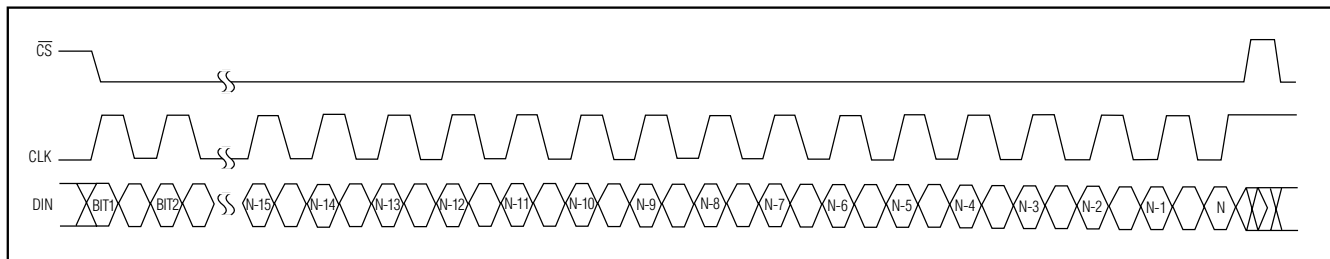 C̅S̅
CLK
DIN BIT1 BIT2 N-15 N-14 N-13 N-12 N-11 N-10 N-9 N-8 N-7 N-6 N-5 N-4 N-3 N-2 N-1 N